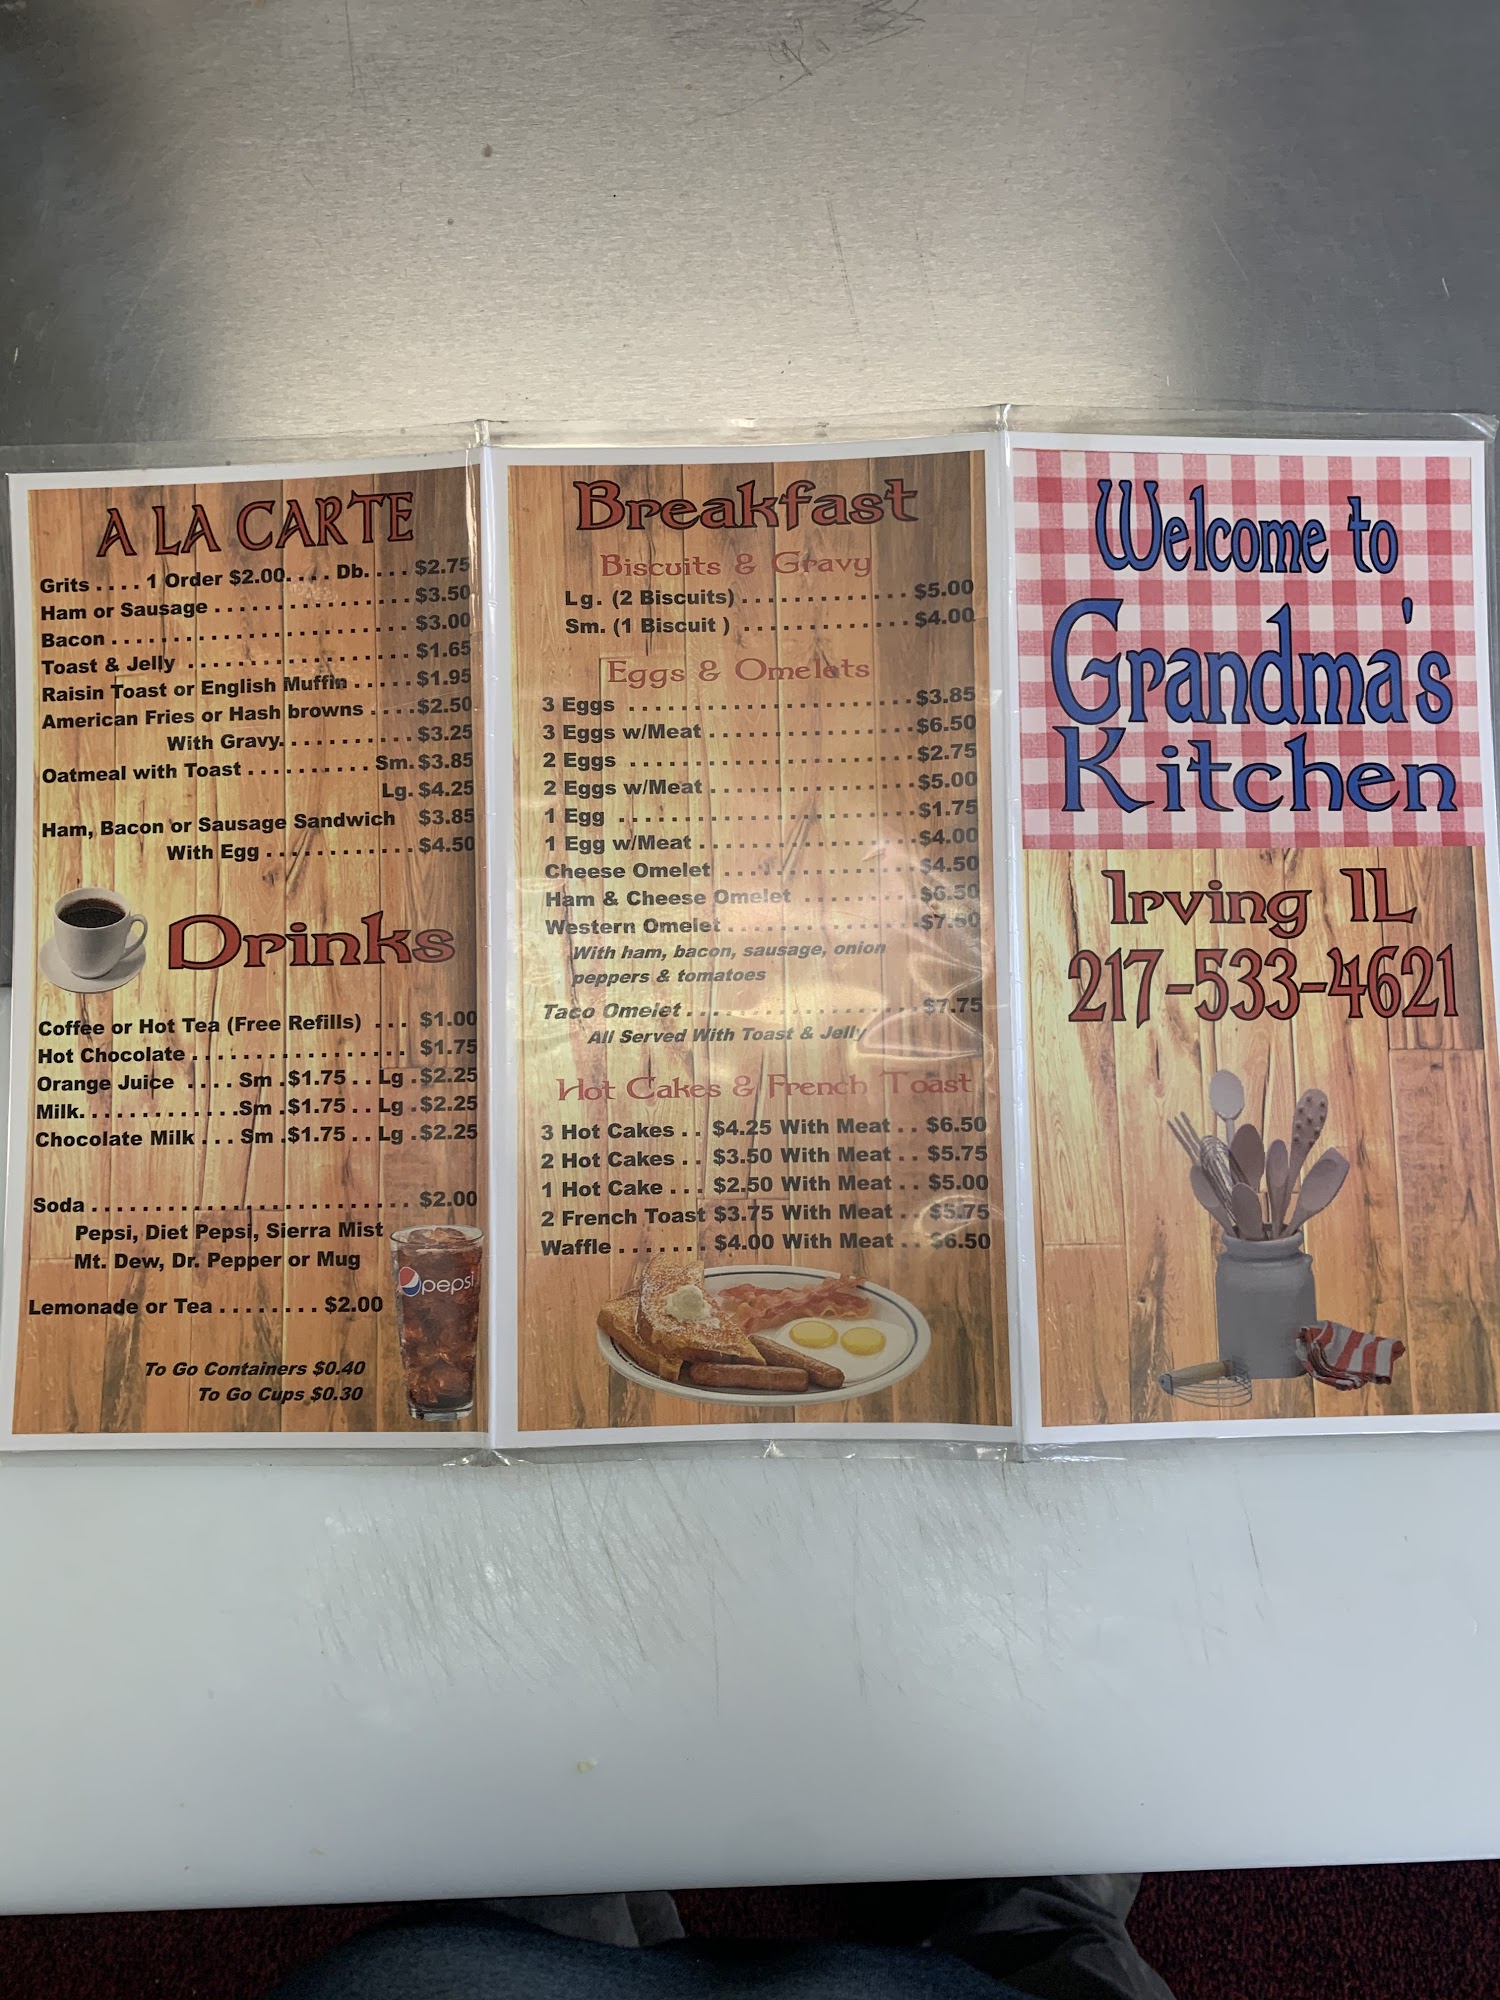 A LA CARTE
Grits . . . . 1 Order $2.00. . . . Db. . . . $2.75
Ham or Sausage . . . . . . . . . . . . . . . . $3.50
Bacon . . . . . . . . . . . . . . . . . . . . . . . . $3.00
Toast & Jelly . . . . . . . . . . . . . . . . . . $1.65
Raisin Toast or English Muffin . . . . . $1.95
American Fries or Hash browns . . . . $2.50
With Gravy. . . . . . . . . . . $3.25
Oatmeal with Toast . . . . . . . . . . Sm. $3.85
Lg. $4.25
Ham, Bacon or Sausage Sandwich $3.85
With Egg . . . . . . . . . . . . $4.50
Drinks
Coffee or Hot Tea (Free Refills) . . . $1.00
Hot Chocolate . . . . . . . . . . . . . . . . . . $1.75
Orange Juice . . . . Sm .$1.75 . . Lg .$2.25
Milk. . . . . . . . . . . . .Sm .$1.75 . . Lg .$2.25
Chocolate Milk . . . Sm .$1.75 . . Lg .$2.25
Soda . . . . . . . . . . . . . . . . . . . . . . . . . $2.00
Pepsi, Diet Pepsi, Sierra Mist
Mt. Dew, Dr. Pepper or Mug
pepsi
Lemonade or Tea . . . . . . . . $2.00
To Go Containers $0.40
To Go Cups $0.30
Breakfast
Biscuits & Gravy
Lg. (2 Biscuits) . . . . . . . . . . . . . . $5.00
Sm. (1 Biscuit ) . . . . . . . . . . . . . . $4.00
Eggs & Omelets
3 Eggs . . . . . . . . . . . . . . . . . . . . . . . $3.85
3 Eggs w/Meat . . . . . . . . . . . . . . . . . $6.50
2 Eggs . . . . . . . . . . . . . . . . . . . . . . . $2.75
2 Eggs w/Meat . . . . . . . . . . . . . . . . . $5.00
1 Egg . . . . . . . . . . . . . . . . . . . . . . . . $1.75
1 Egg w/Meat . . . . . . . . . . . . . . . . . . $4.00
Cheese Omelet . . . . . . . . . . . . . . . . $4.50
Ham & Cheese Omelet . . . . . . . . . $6.50
Western Omelet . . . . . . . . . . . . . . . . $7.50
With ham, bacon, sausage, onion
peppers & tomatoes
Taco Omelet . . . . . . . . . . . . . . . . . . . $7.75
All Served With Toast & Jelly
Hot Cakes & French Toast
3 Hot Cakes . . $4.25 With Meat . . $6.50
2 Hot Cakes . . $3.50 With Meat . . $5.75
1 Hot Cake . . . $2.50 With Meat . . $5.00
2 French Toast $3.75 With Meat . . $5.75
Waffle . . . . . . . $4.00 With Meat . . $6.50
Welcome to
Grandma's
Kitchen
Irving IL
217-533-4621